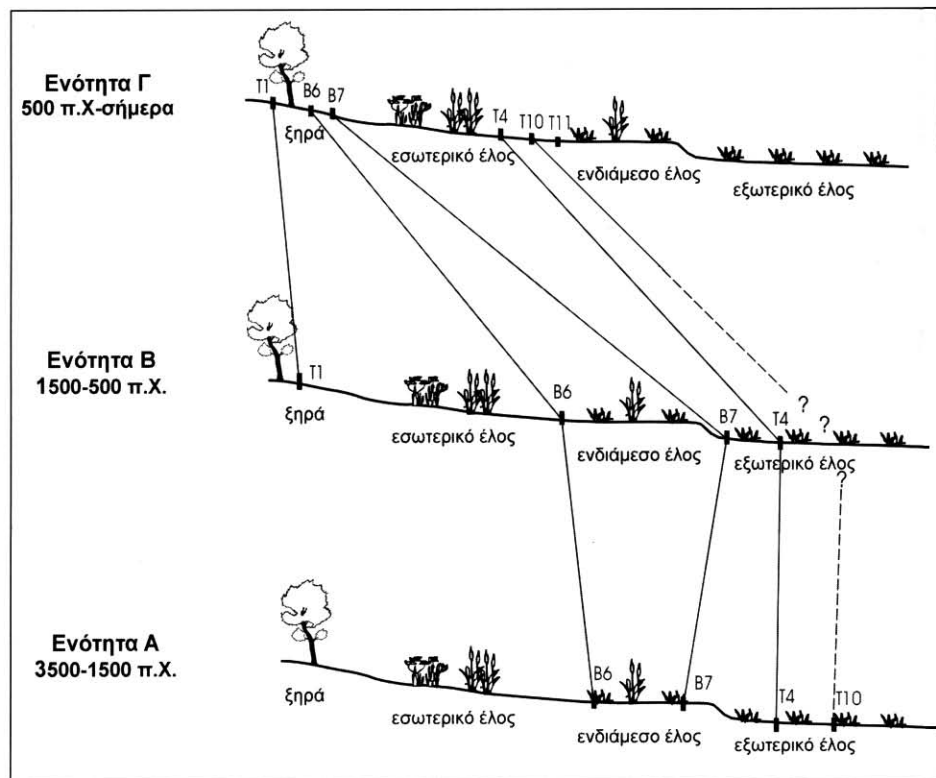 Ενότητα Γ
500 π.Χ-σήμερα
T1 B6 B7 T4 T10 T11
ξηρά
εσωτερικό έλος
ενδιάμεσο έλος
εξωτερικό έλος
Ενότητα Β
1500-500 π.Χ.
T1 B6 B7 T4 ? ?
ξηρά
εσωτερικό έλος
ενδιάμεσο έλος
εξωτερικό έλος
?
Ενότητα Α
3500-1500 π.Χ.
B6 B7 T4 T10
ξηρά
εσωτερικό έλος
ενδιάμεσο έλος
εξωτερικό έλος